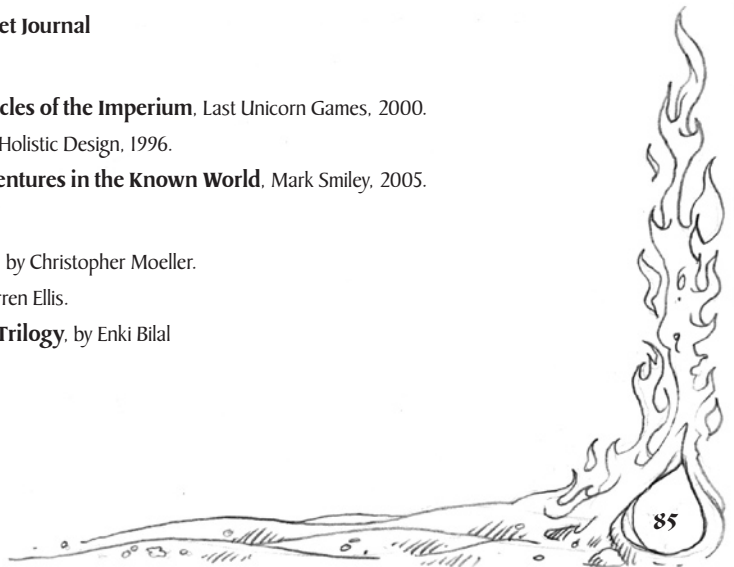 et Journal
cles of the Imperium, Last Unicorn Games, 2000.
Holistic Design, 1996.
entures in the Known World, Mark Smiley, 2005.
by Christopher Moeller.
rren Ellis.
Trilogy, by Enki Bilal
85